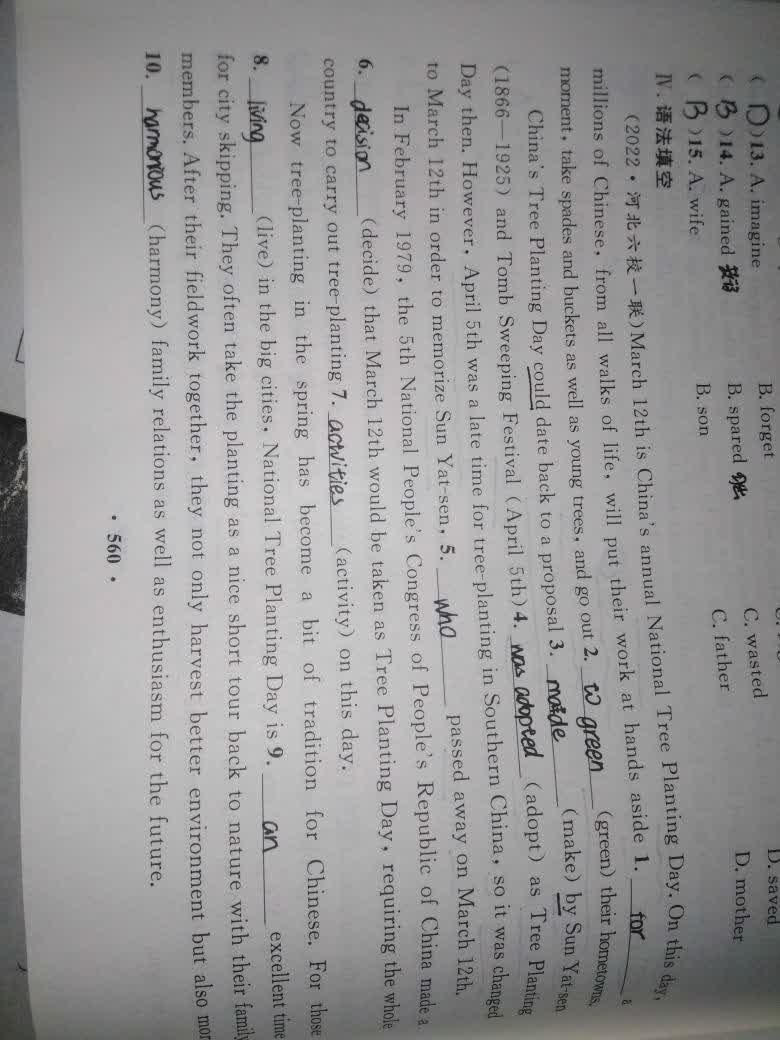 D. saved
( D )13. A. imagine B. forget C. wasted D. mother
( B )14. A. gained B. spared C. father
( B )15. A. wife B. son
Ⅳ. 语法填空
(2022·河北六校一联)March 12th is China's annual National Tree Planting Day. On this day,
millions of Chinese, from all walks of life, will put their work at hands aside 1. for a
moment, take spades and buckets as well as young trees, and go out 2. to green (green) their hometowns.
China's Tree Planting Day could date back to a proposal 3. made (make) by Sun Yat-sen
(1866—1925) and Tomb Sweeping Festival (April 5th) 4. was adopted (adopt) as Tree Planting
Day then. However, April 5th was a late time for tree-planting in Southern China, so it was changed
to March 12th in order to memorize Sun Yat-sen, 5. who passed away on March 12th.
In February 1979, the 5th National People's Congress of People's Republic of China made a
6. decision (decide) that March 12th would be taken as Tree Planting Day, requiring the whole
country to carry out tree-planting 7. activities (activity) on this day.
Now tree-planting in the spring has become a bit of tradition for Chinese. For those
8. living (live) in the big cities, National Tree Planting Day is 9. an excellent time
for city skipping. They often take the planting as a nice short tour back to nature with their family
members. After their fieldwork together, they not only harvest better environment but also mor
10. harmonious (harmony) family relations as well as enthusiasm for the future.
· 560 ·